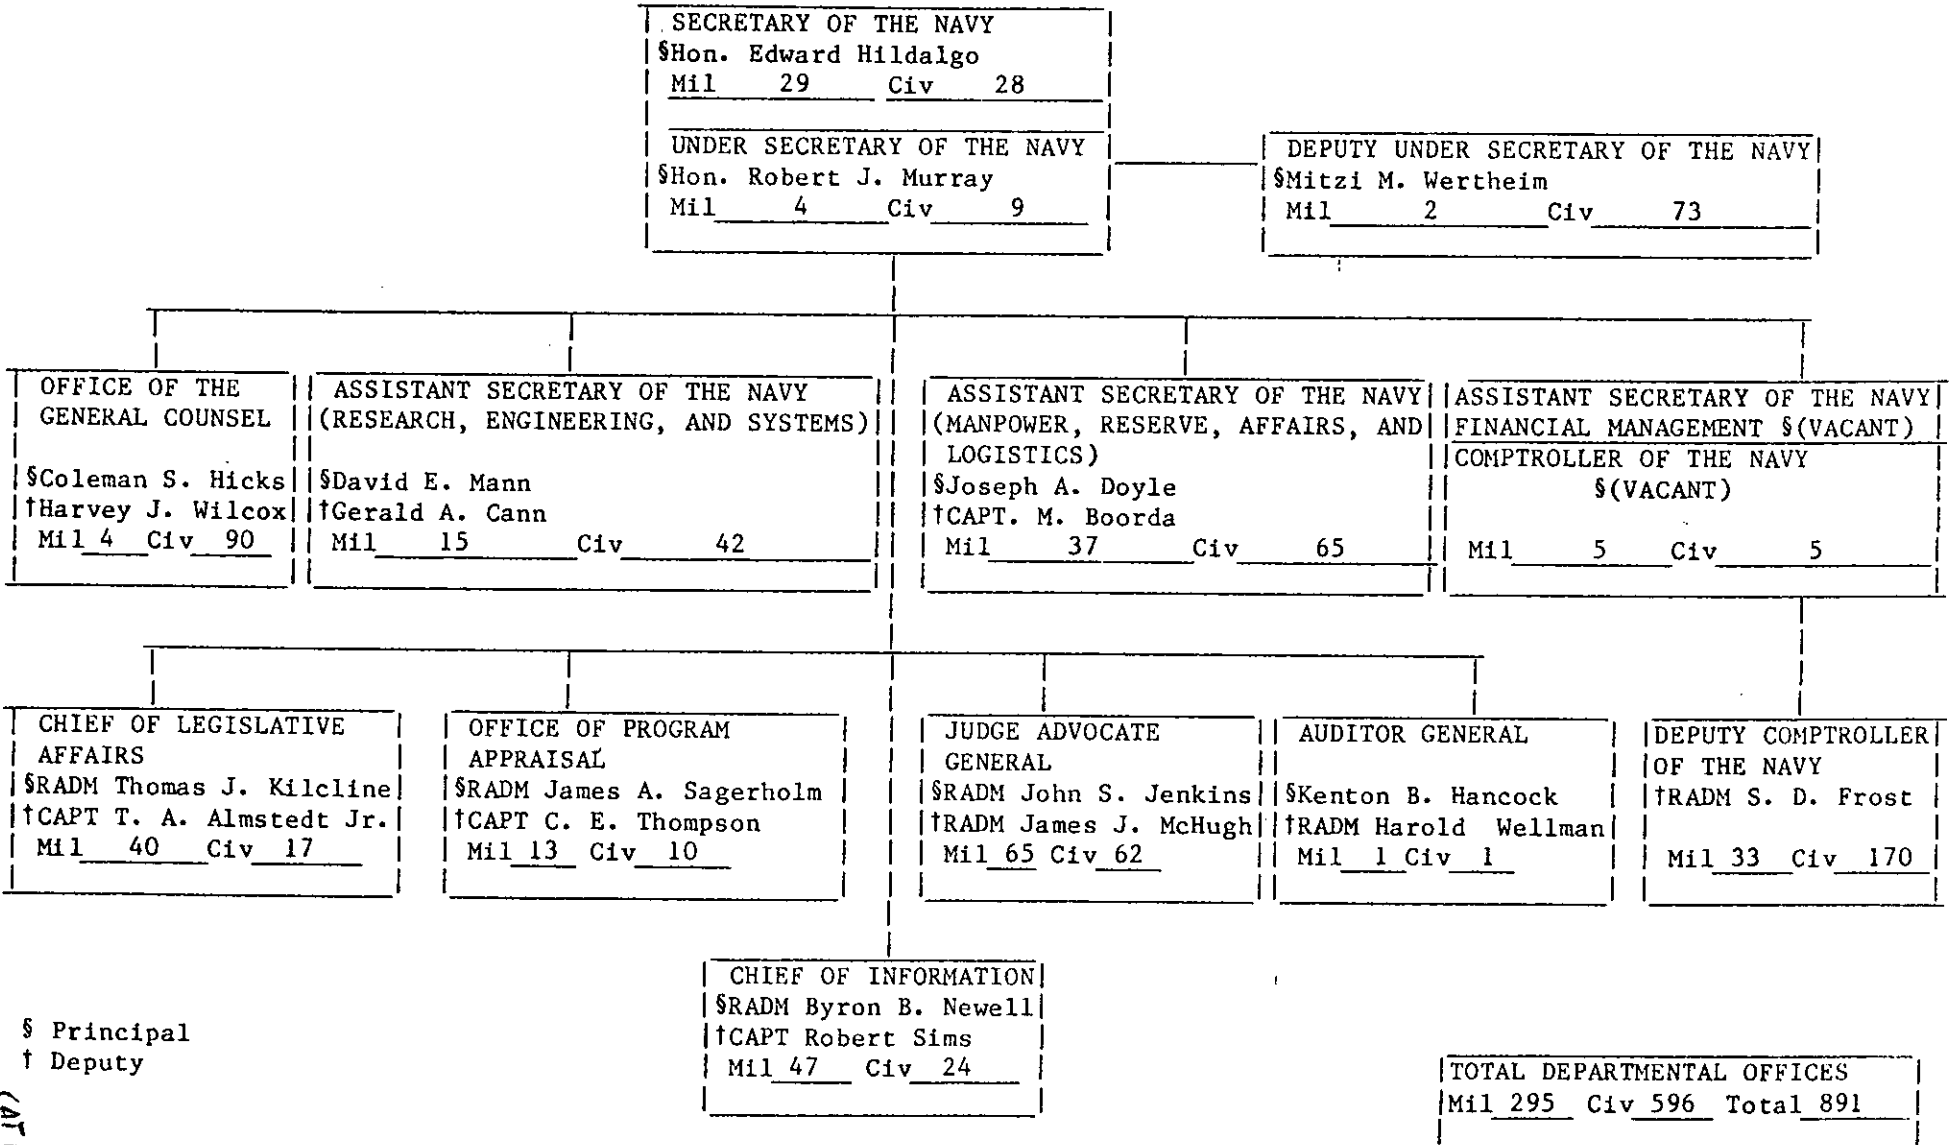 SECRETARY OF THE NAVY
§Hon. Edward Hildalgo
Mil 29 Civ 28
UNDER SECRETARY OF THE NAVY
§Hon. Robert J. Murray
Mil 4 Civ 9
DEPUTY UNDER SECRETARY OF THE NAVY
§Mitzi M. Wertheim
Mil 2 Civ 73
OFFICE OF THE
GENERAL COUNSEL
§Coleman S. Hicks
†Harvey J. Wilcox
Mil 4 Civ 90
ASSISTANT SECRETARY OF THE NAVY
(RESEARCH, ENGINEERING, AND SYSTEMS)
§David E. Mann
†Gerald A. Cann
Mil 15 Civ 42
ASSISTANT SECRETARY OF THE NAVY
(MANPOWER, RESERVE, AFFAIRS, AND
LOGISTICS)
§Joseph A. Doyle
†CAPT. M. Boorda
Mil 37 Civ 65
ASSISTANT SECRETARY OF THE NAVY
FINANCIAL MANAGEMENT §(VACANT)
COMPTROLLER OF THE NAVY
§(VACANT)
Mil 5 Civ 5
CHIEF OF LEGISLATIVE
AFFAIRS
§RADM Thomas J. Kilcline
†CAPT T. A. Almstedt Jr.
Mil 40 Civ 17
OFFICE OF PROGRAM
APPRAISAL
§RADM James A. Sagerholm
†CAPT C. E. Thompson
Mil 13 Civ 10
JUDGE ADVOCATE
GENERAL
§RADM John S. Jenkins
†RADM James J. McHugh
Mil 65 Civ 62
AUDITOR GENERAL
§Kenton B. Hancock
†RADM Harold Wellman
Mil 1 Civ 1
DEPUTY COMPTROLLER
OF THE NAVY
†RADM S. D. Frost
Mil 33 Civ 170
CHIEF OF INFORMATION
§RADM Byron B. Newell
†CAPT Robert Sims
Mil 47 Civ 24
§ Principal
† Deputy
TOTAL DEPARTMENTAL OFFICES
Mil 295 Civ 596 Total 891